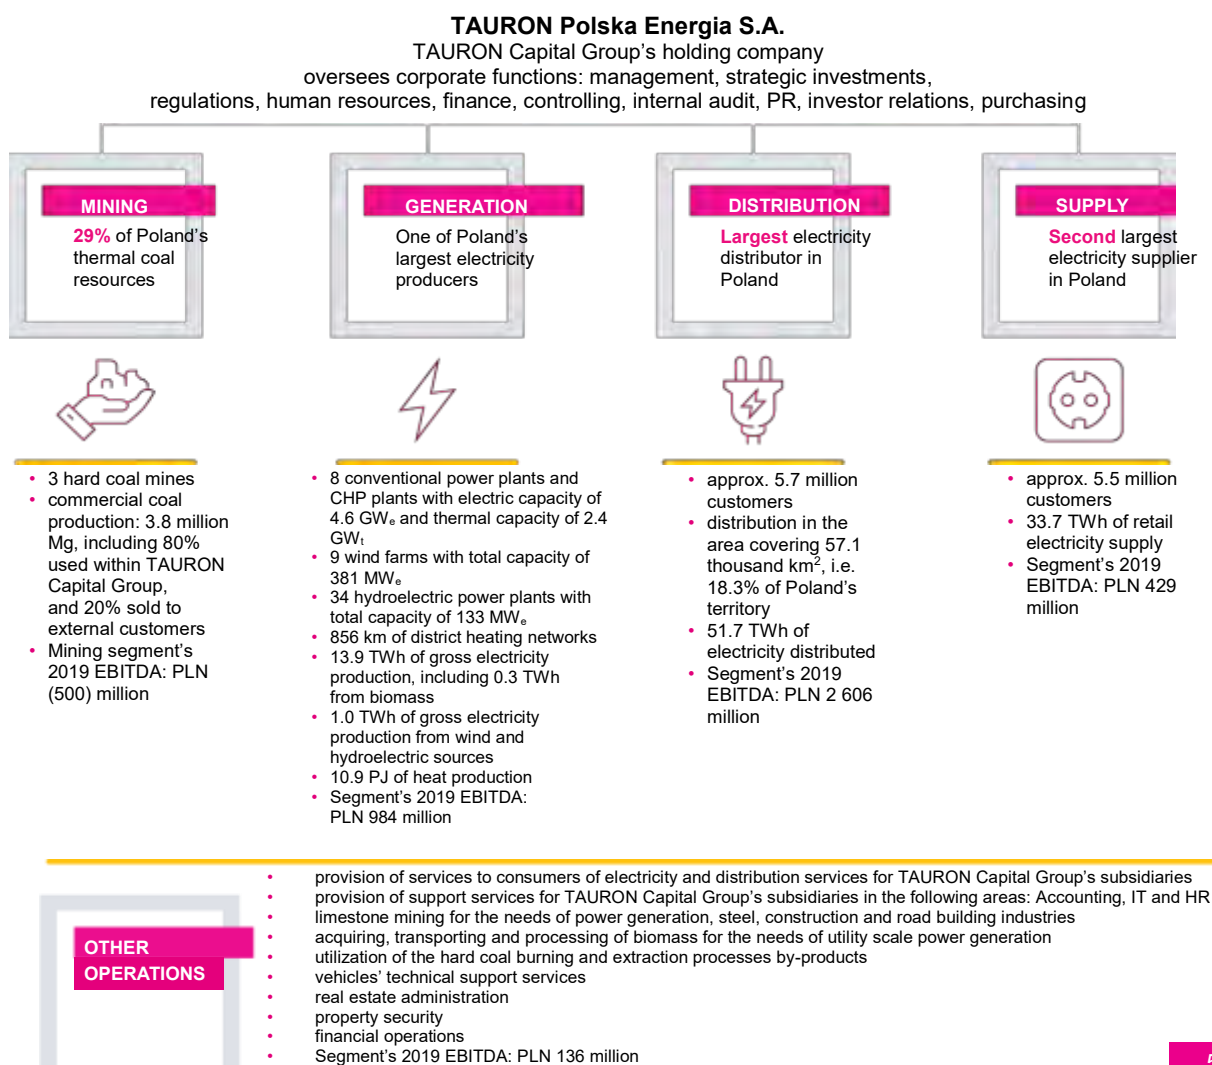 TAURON Polska Energia S.A.
TAURON Capital Group's holding company
oversees corporate functions: management, strategic investments,
regulations, human resources, finance, controlling, internal audit, PR, investor relations, purchasing
MINING
29% of Poland's
thermal coal
resources
GENERATION
One of Poland's
largest electricity
producers
DISTRIBUTION
Largest electricity
distributor in
Poland
SUPPLY
Second largest
electricity supplier
in Poland
• 3 hard coal mines
• commercial coal
production: 3.8 million
Mg, including 80%
used within TAURON
Capital Group,
and 20% sold to
external customers
• Mining segment's
2019 EBITDA: PLN
(500) million
• 8 conventional power plants and
CHP plants with electric capacity of
4.6 GWₑ and thermal capacity of 2.4
GWₜ
• 9 wind farms with total capacity of
381 MWₑ
• 34 hydroelectric power plants with
total capacity of 133 MWₑ
• 856 km of district heating networks
• 13.9 TWh of gross electricity
production, including 0.3 TWh
from biomass
• 1.0 TWh of gross electricity
production from wind and
hydroelectric sources
• 10.9 PJ of heat production
• Segment's 2019 EBITDA:
PLN 984 million
• approx. 5.7 million
customers
• distribution in the
area covering 57.1
thousand km², i.e.
18.3% of Poland's
territory
• 51.7 TWh of
electricity distributed
• Segment's 2019
EBITDA: PLN 2 606
million
• approx. 5.5 million
customers
• 33.7 TWh of retail
electricity supply
• Segment's 2019
EBITDA: PLN 429
million
OTHER
OPERATIONS
• provision of services to consumers of electricity and distribution services for TAURON Capital Group's subsidiaries
• provision of support services for TAURON Capital Group's subsidiaries in the following areas: Accounting, IT and HR
• limestone mining for the needs of power generation, steel, construction and road building industries
• acquiring, transporting and processing of biomass for the needs of utility scale power generation
• utilization of the hard coal burning and extraction processes by-products
• vehicles' technical support services
• real estate administration
• property security
• financial operations
• Segment's 2019 EBITDA: PLN 136 million